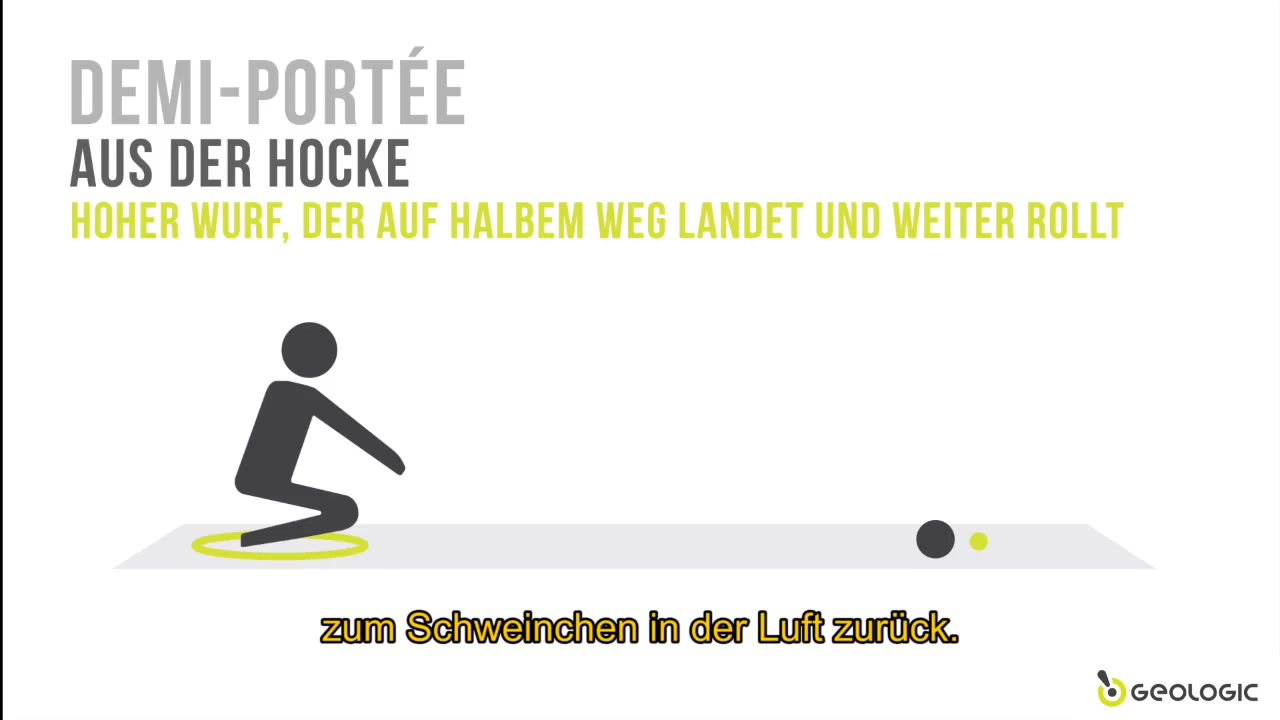 DEMI-PORTÉE
AUS DER HOCKE
HOHER WURF, DER AUF HALBEM WEG LANDET UND WEITER ROLLT
zum Schweinchen in der Luft zurück.
GEOLOGIC